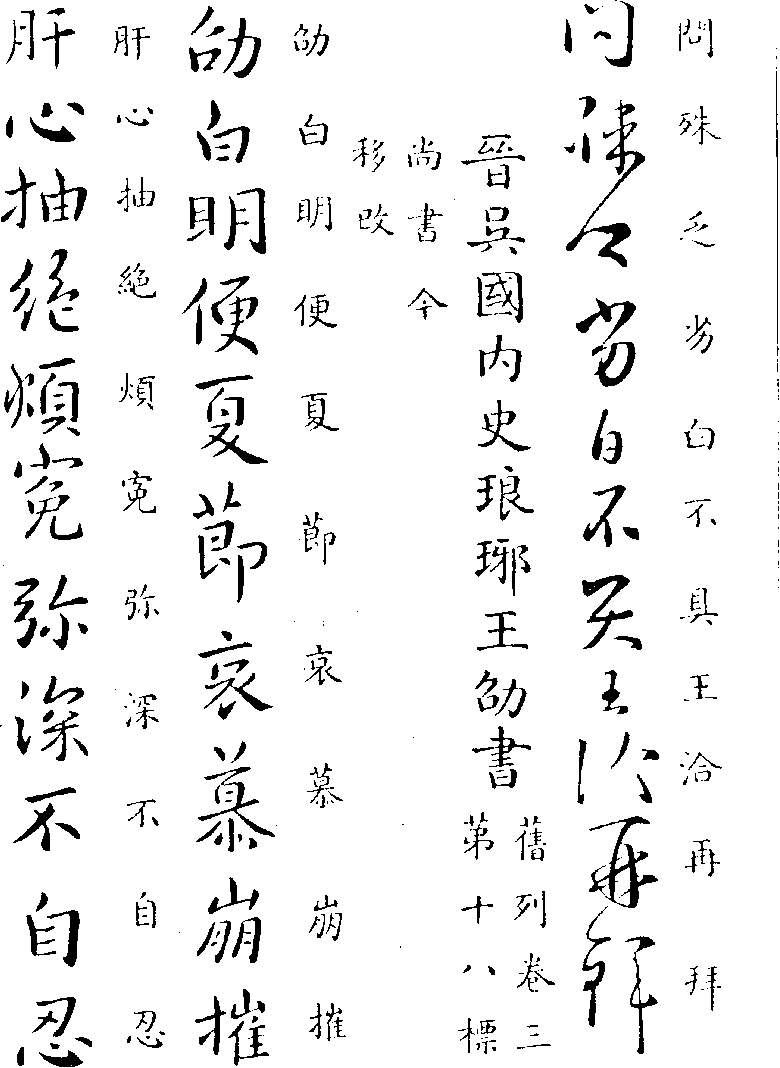 問殊乏劣白不具王洽再拜
問殊乏劣白不具王洽再拜
晉吳國内史琅琊王劭書
舊列卷三
第十八標
尚書令
移改
劭白明便夏節哀慕崩摧
劭白明便夏節哀慕崩摧
肝心抽絶煩寃弥深不自忍
肝心抽絶煩寃弥深不自忍